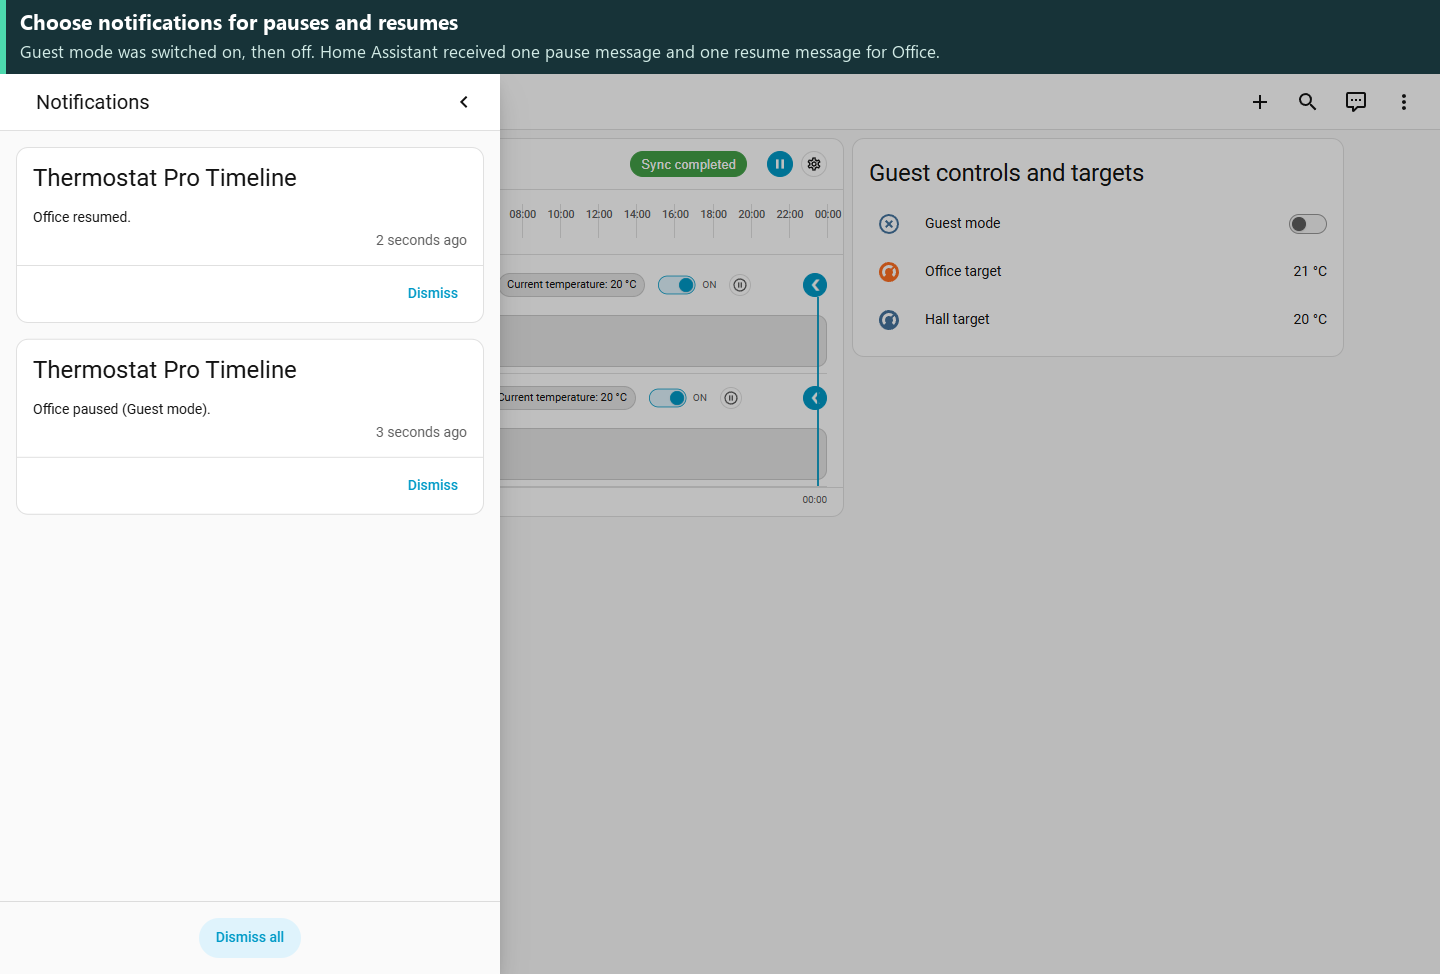 Choose notifications for pauses and resumes
Guest mode was switched on, then off. Home Assistant received one pause message and one resume message for Office.
Notifications
Thermostat Pro Timeline
Office resumed.
2 seconds ago
Dismiss
Thermostat Pro Timeline
Office paused (Guest mode).
3 seconds ago
Dismiss
Dismiss all
Sync completed
08:00 10:00 12:00 14:00 16:00 18:00 20:00 22:00 00:00
Current temperature: 20 °C ON
Current temperature: 20 °C ON
00:00
Guest controls and targets
Guest mode
Office target 21 °C
Hall target 20 °C